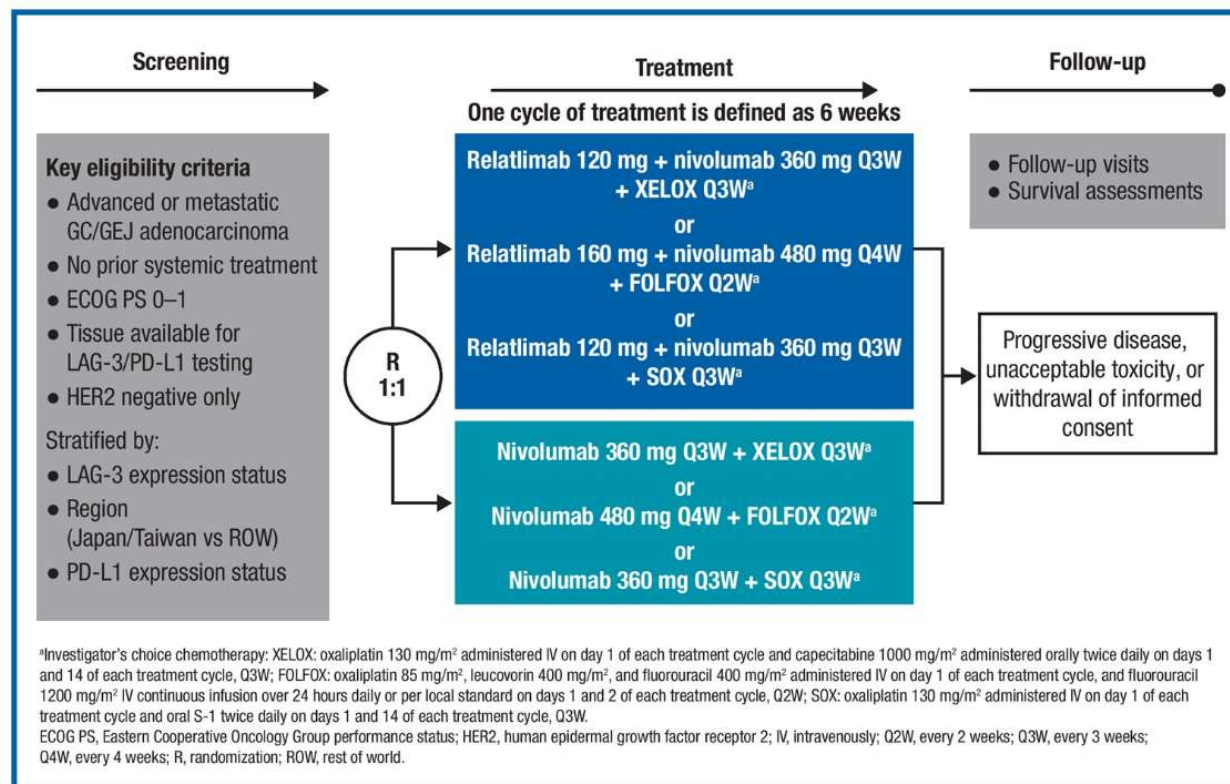 Screening
Treatment
Follow-up
One cycle of treatment is defined as 6 weeks
Key eligibility criteria
● Advanced or metastatic
GC/GEJ adenocarcinoma
● No prior systemic treatment
● ECOG PS 0–1
● Tissue available for
LAG-3/PD-L1 testing
● HER2 negative only
Stratified by:
● LAG-3 expression status
● Region
(Japan/Taiwan vs ROW)
● PD-L1 expression status
R
1:1
Relatlimab 120 mg + nivolumab 360 mg Q3W
+ XELOX Q3Wᵃ
or
Relatlimab 160 mg + nivolumab 480 mg Q4W
+ FOLFOX Q2Wᵃ
or
Relatlimab 120 mg + nivolumab 360 mg Q3W
+ SOX Q3Wᵃ
Nivolumab 360 mg Q3W + XELOX Q3Wᵃ
or
Nivolumab 480 mg Q4W + FOLFOX Q2Wᵃ
or
Nivolumab 360 mg Q3W + SOX Q3Wᵃ
● Follow-up visits
● Survival assessments
Progressive disease,
unacceptable toxicity, or
withdrawal of informed
consent
ᵃInvestigator's choice chemotherapy: XELOX: oxaliplatin 130 mg/m² administered IV on day 1 of each treatment cycle and capecitabine 1000 mg/m² administered orally twice daily on days 1
and 14 of each treatment cycle, Q3W; FOLFOX: oxaliplatin 85 mg/m², leucovorin 400 mg/m², and fluorouracil 400 mg/m² administered IV on day 1 of each treatment cycle, and fluorouracil
1200 mg/m² IV continuous infusion over 24 hours daily or per local standard on days 1 and 2 of each treatment cycle, Q2W; SOX: oxaliplatin 130 mg/m² administered IV on day 1 of each
treatment cycle and oral S-1 twice daily on days 1 and 14 of each treatment cycle, Q3W.
ECOG PS, Eastern Cooperative Oncology Group performance status; HER2, human epidermal growth factor receptor 2; IV, intravenously; Q2W, every 2 weeks; Q3W, every 3 weeks;
Q4W, every 4 weeks; R, randomization; ROW, rest of world.